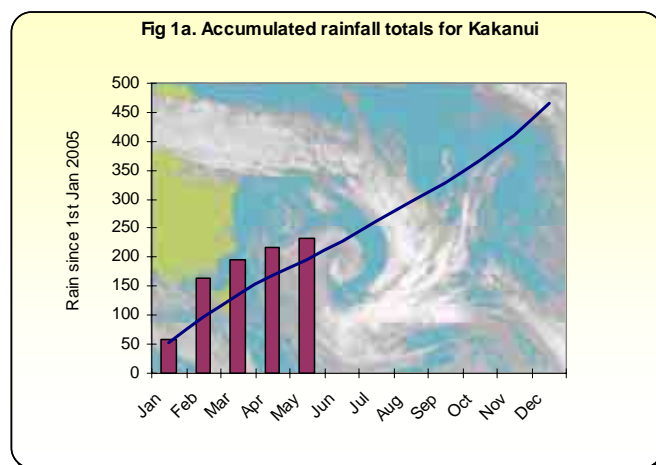 Fig 1a. Accumulated rainfall totals for Kakanui
Rain since 1st Jan 2005
500
450
400
350
300
250
200
150
100
50
0
Jan
Feb
Mar
Apr
May
Jun
Jul
Aug
Sep
Oct
Nov
Dec